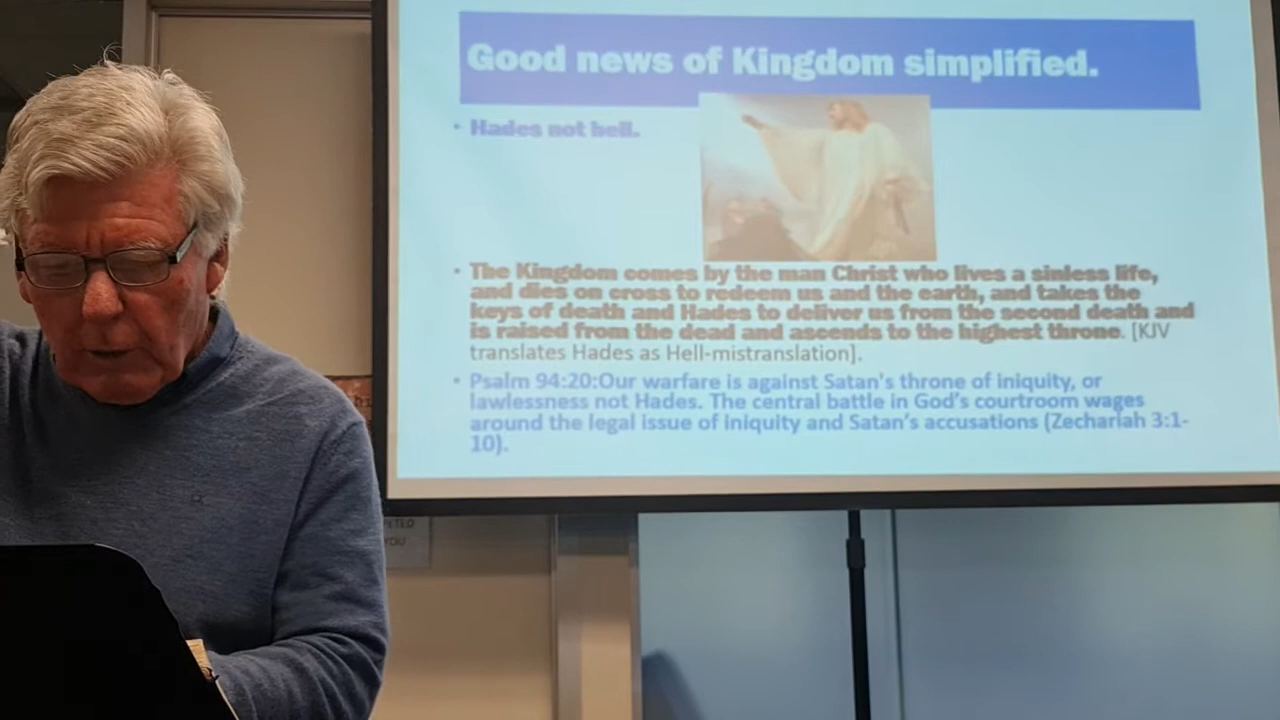 Good news of Kingdom simplified.
• Hades not hell.
• The Kingdom comes by the man Christ who lives a sinless life,
and dies on cross to redeem us and the earth, and takes the
keys of death and Hades to deliver us from the second death and
is raised from the dead and ascends to the highest throne. [KJV
translates Hades as Hell-mistranslation].
• Psalm 94:20:Our warfare is against Satan's throne of iniquity, or
lawlessness not Hades. The central battle in God's courtroom wages
around the legal issue of iniquity and Satan's accusations (Zechariah 3:1-
10).
YOU